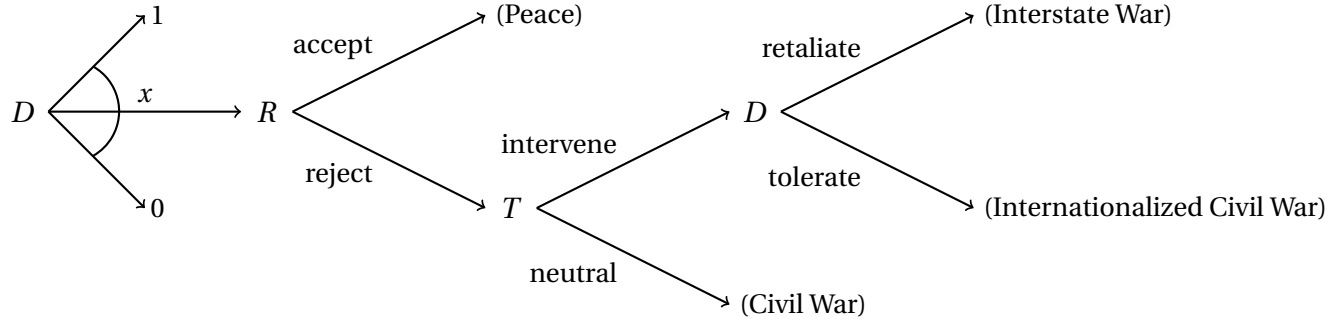 1
(Peace)
(Interstate War)
accept
retaliate
D
x
R
D
intervene
reject
tolerate
0
T
(Internationalized Civil War)
neutral
(Civil War)